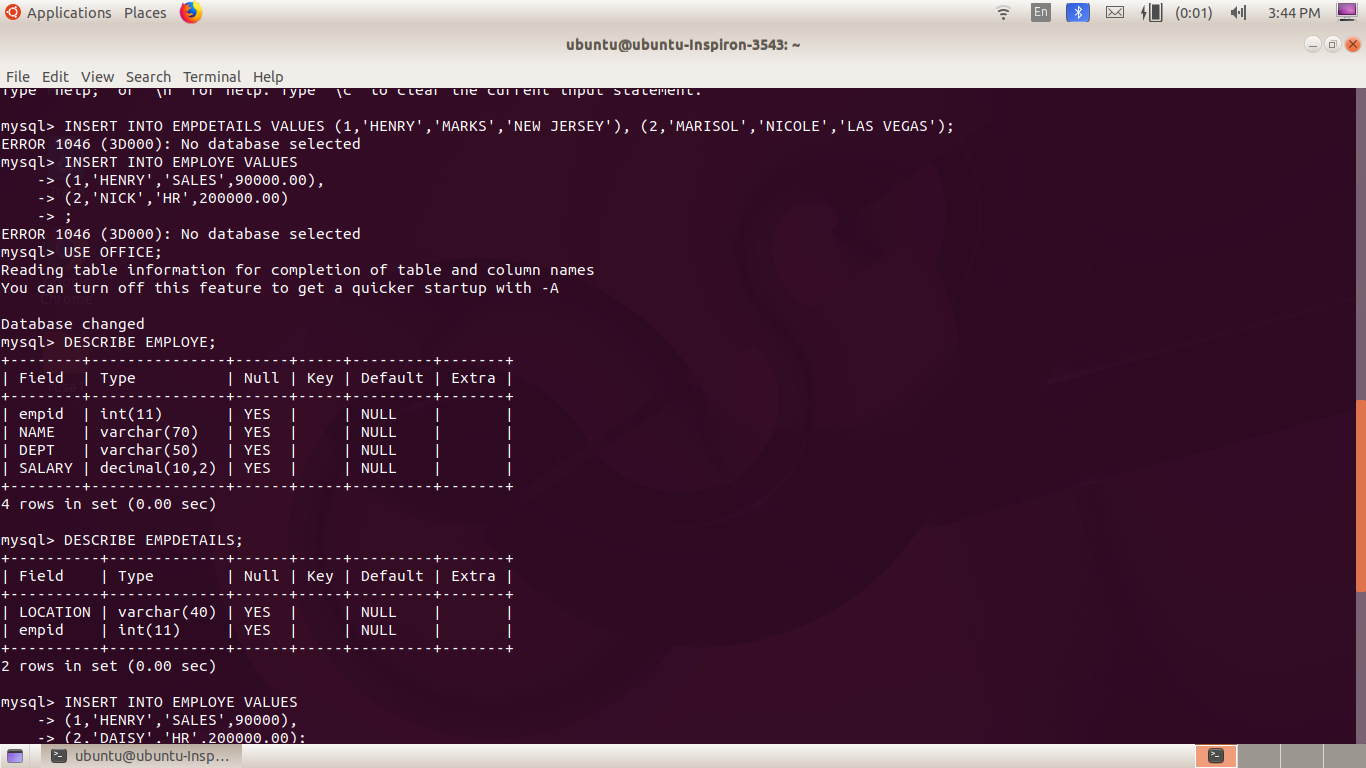 Applications Places En (0:01) 3:44 PM
ubuntu@ubuntu-Inspiron-3543: ~
File Edit View Search Terminal Help
Type 'help;' or '\h' for help. Type '\c' to clear the current input statement.
mysql> INSERT INTO EMPDETAILS VALUES (1,'HENRY','MARKS','NEW JERSEY'), (2,'MARISOL','NICOLE','LAS VEGAS');
ERROR 1046 (3D000): No database selected
mysql> INSERT INTO EMPLOYE VALUES
    -> (1,'HENRY','SALES',90000.00),
    -> (2,'NICK','HR',200000.00)
    -> ;
ERROR 1046 (3D000): No database selected
mysql> USE OFFICE;
Reading table information for completion of table and column names
You can turn off this feature to get a quicker startup with -A
Chrome
Database changed
mysql> DESCRIBE EMPLOYE;
+--------+---------------+------+-----+---------+-------+
| Field  | Type          | Null | Key | Default | Extra |
+--------+---------------+------+-----+---------+-------+
| empid  | int(11)       | YES  |     | NULL    |       |
| NAME   | varchar(70)   | YES  |     | NULL    |       |
| DEPT   | varchar(50)   | YES  |     | NULL    |       |
| SALARY | decimal(10,2) | YES  |     | NULL    |       |
+--------+---------------+------+-----+---------+-------+
4 rows in set (0.00 sec)
mysql> DESCRIBE EMPDETAILS;
+----------+-------------+------+-----+---------+-------+
| Field    | Type        | Null | Key | Default | Extra |
+----------+-------------+------+-----+---------+-------+
| LOCATION | varchar(40) | YES  |     | NULL    |       |
| empid    | int(11)     | YES  |     | NULL    |       |
+----------+-------------+------+-----+---------+-------+
2 rows in set (0.00 sec)
mysql> INSERT INTO EMPLOYE VALUES
    -> (1,'HENRY','SALES',90000),
    -> (2,'DAISY','HR',200000.00);
ubuntu@ubuntu-Insp...